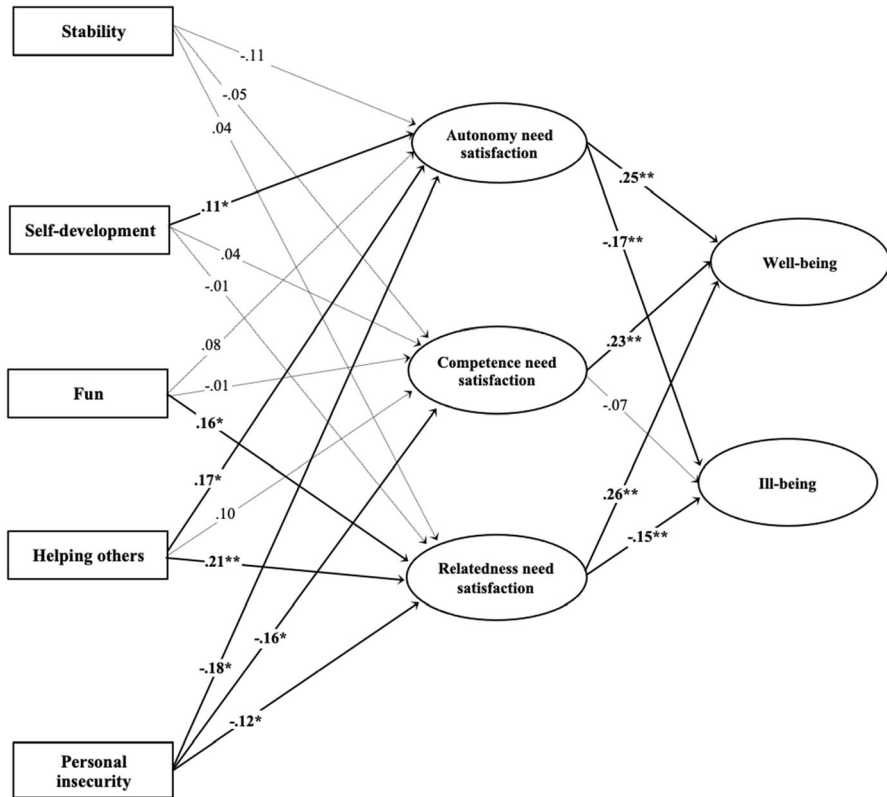 Stability
-.11
-.05
.04
Autonomy need
satisfaction
.25**
-.17**
Self-development
.11*
.04
-.01
Well-being
.08
Competence need
satisfaction
.23**
Fun
-.01
.16*
-.07
.17*
.10
.26**
Ill-being
Helping others
.21**
Relatedness need
satisfaction
-.15**
-.16*
-.18*
-.12*
Personal
insecurity